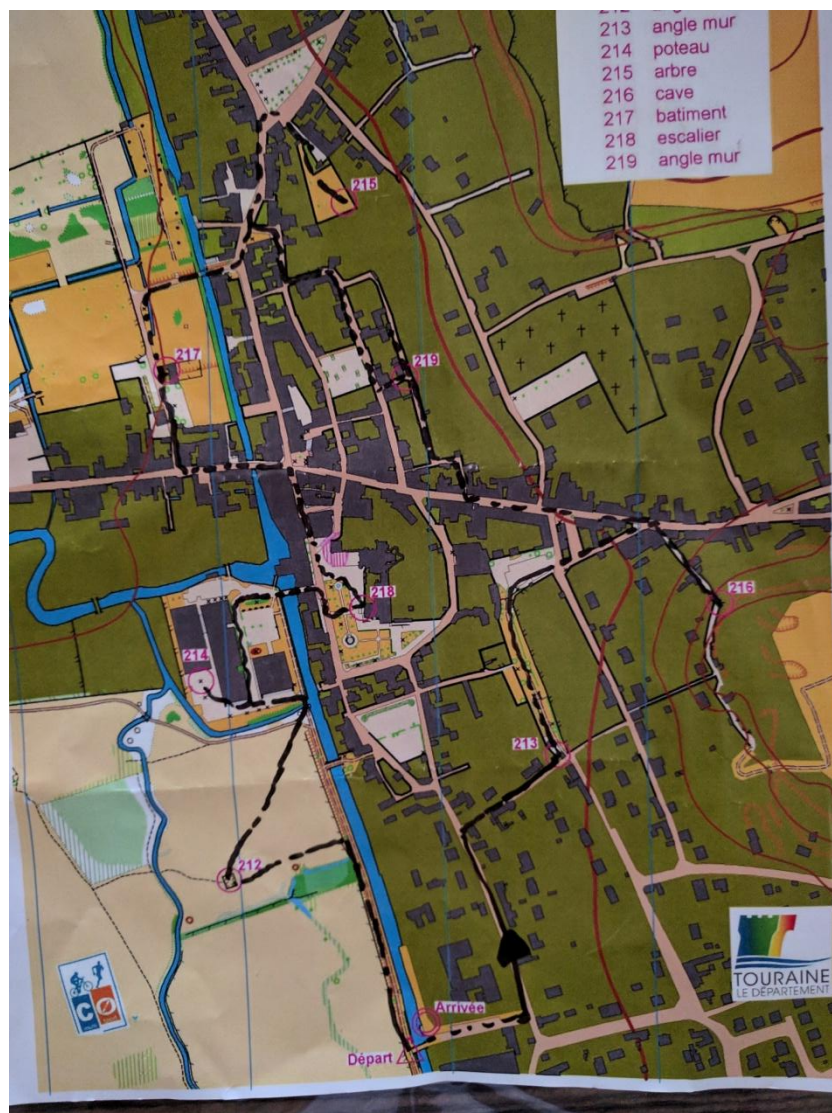 213 angle mur
214 poteau
215 arbre
216 cave
217 batiment
218 escalier
219 angle mur
215
217
219
216
218
214
213
212
TOURAINE
LE DÉPARTEMENT
Arrivée
Départ